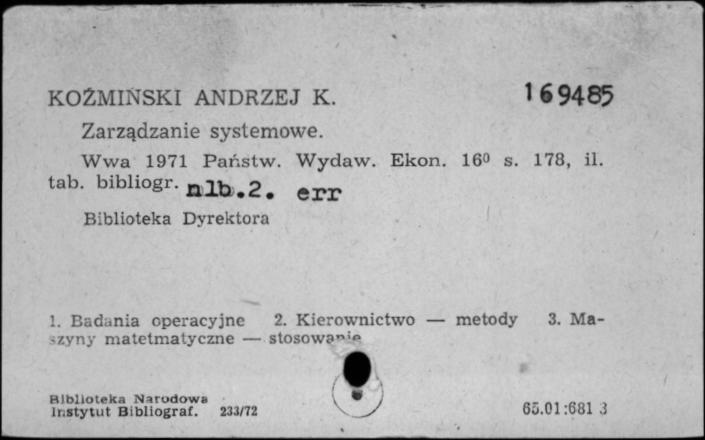 KOŹMIŃSKI ANDRZEJ K. 169485
Zarządzanie systemowe.
Wwa 1971 Państw. Wydaw. Ekon. 16⁰ s. 178, il.
tab. bibliogr. nlb.2. err
Biblioteka Dyrektora
1. Badania operacyjne 2. Kierownictwo — metody 3. Ma-
szyny matetmatyczne — stosowanie
Biblioteka Narodowa
Instytut Bibliograf. 233/72 65.01:681 3